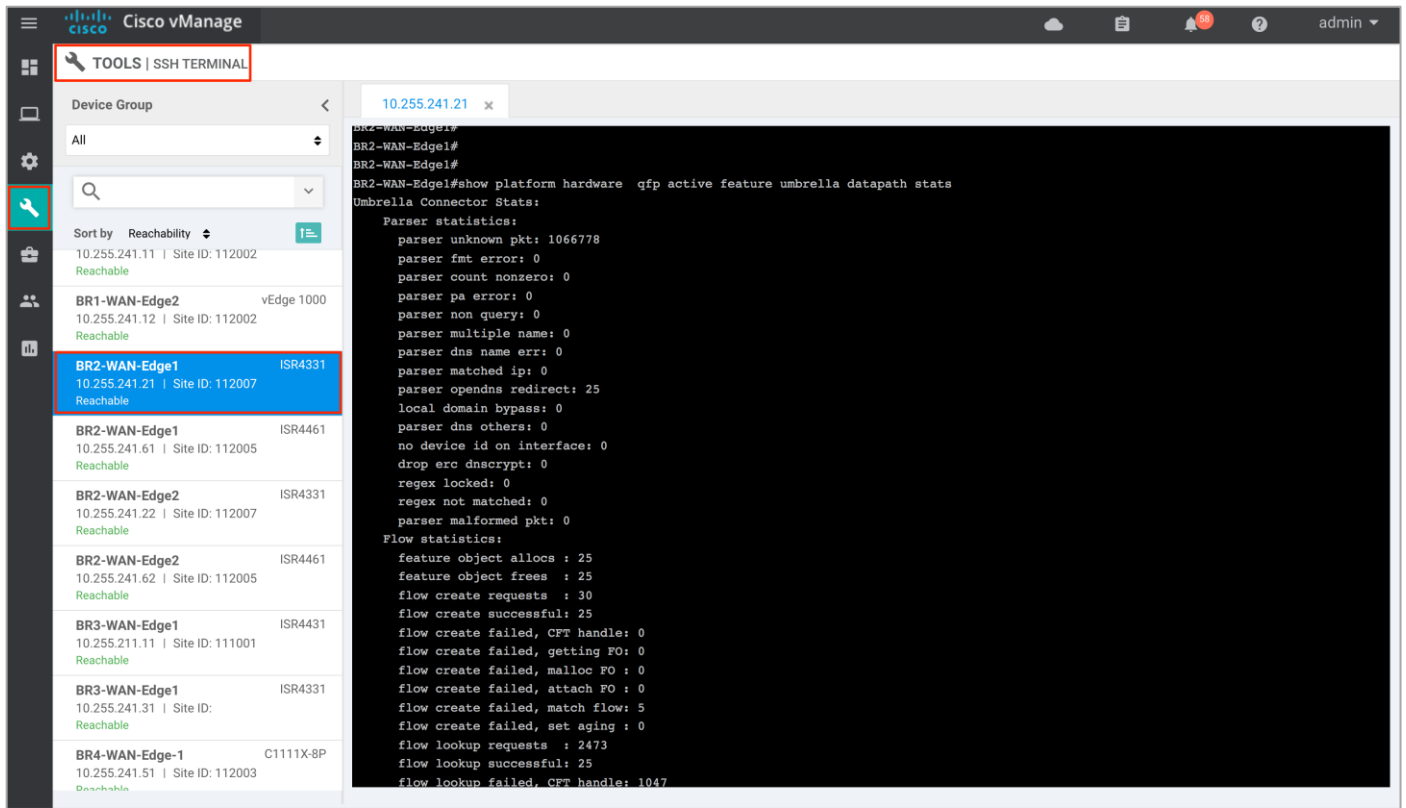 cisco Cisco vManage
58
admin
TOOLS | SSH TERMINAL
Device Group
All
Sort by Reachability
10.255.241.11 | Site ID: 112002
Reachable
BR1-WAN-Edge2 vEdge 1000
10.255.241.12 | Site ID: 112002
Reachable
BR2-WAN-Edge1 ISR4331
10.255.241.21 | Site ID: 112007
Reachable
BR2-WAN-Edge1 ISR4461
10.255.241.61 | Site ID: 112005
Reachable
BR2-WAN-Edge2 ISR4331
10.255.241.22 | Site ID: 112007
Reachable
BR2-WAN-Edge2 ISR4461
10.255.241.62 | Site ID: 112005
Reachable
BR3-WAN-Edge1 ISR4431
10.255.211.11 | Site ID: 111001
Reachable
BR3-WAN-Edge1 ISR4331
10.255.241.31 | Site ID:
Reachable
BR4-WAN-Edge-1 C1111X-8P
10.255.241.51 | Site ID: 112003
Reachable
10.255.241.21 x
BR2-WAN-Edge1#
BR2-WAN-Edge1#
BR2-WAN-Edge1#
BR2-WAN-Edge1#show platform hardware qfp active feature umbrella datapath stats
Umbrella Connector Stats:
Parser statistics:
parser unknown pkt: 1066778
parser fmt error: 0
parser count nonzero: 0
parser pa error: 0
parser non query: 0
parser multiple name: 0
parser dns name err: 0
parser matched ip: 0
parser opendns redirect: 25
local domain bypass: 0
parser dns others: 0
no device id on interface: 0
drop erc dnscrypt: 0
regex locked: 0
regex not matched: 0
parser malformed pkt: 0
Flow statistics:
feature object allocs : 25
feature object frees : 25
flow create requests : 30
flow create successful: 25
flow create failed, CFT handle: 0
flow create failed, getting FO: 0
flow create failed, malloc FO : 0
flow create failed, attach FO : 0
flow create failed, match flow: 5
flow create failed, set aging : 0
flow lookup requests : 2473
flow lookup successful: 25
flow lookup failed, CFT handle: 1047